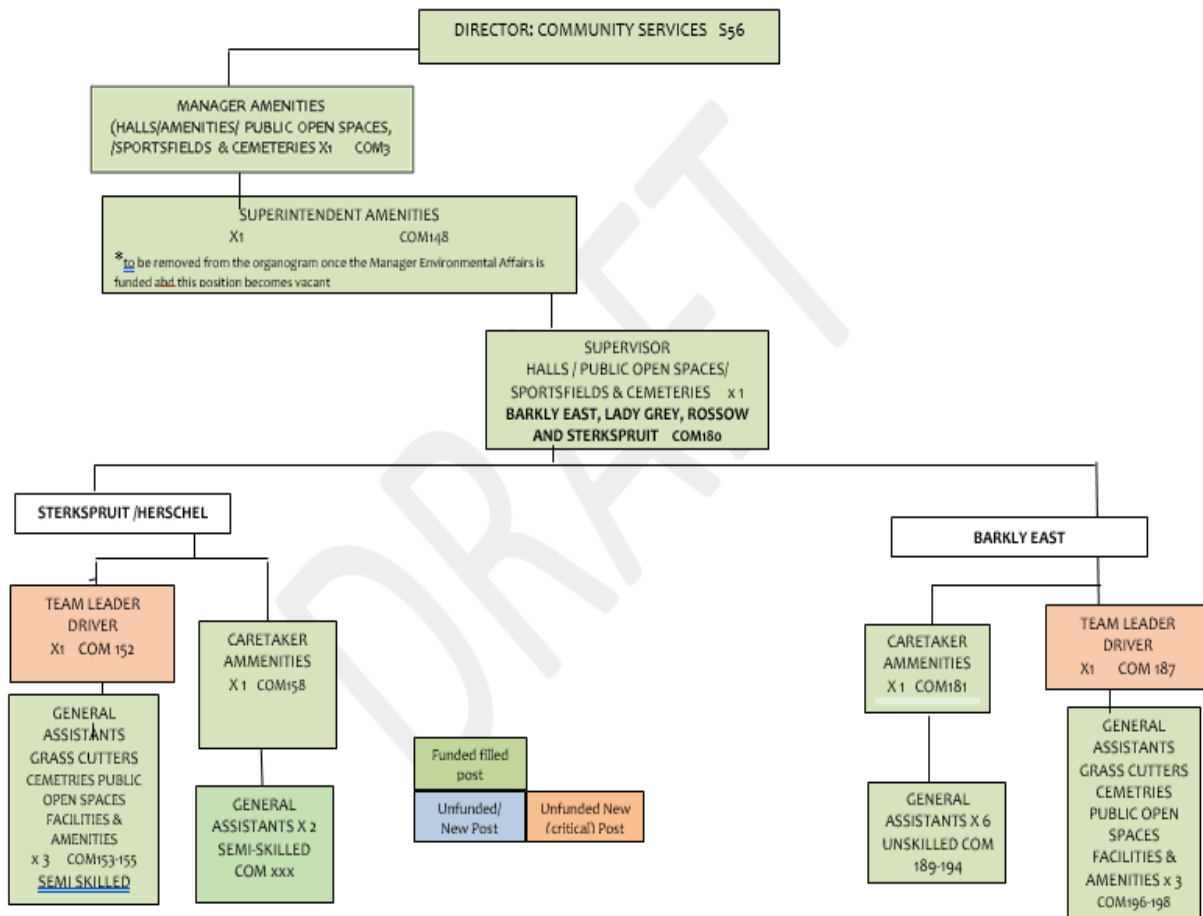 DIRECTOR: COMMUNITY SERVICES S56
MANAGER AMENITIES
(HALLS/AMENITIES/ PUBLIC OPEN SPACES,
/SPORTSFIELDS & CEMETERIES X1 COM3
SUPERINTENDENT AMENITIES
X1 COM148
*to be removed from the organogram once the Manager Environmental Affairs is
funded abd this position becomes vacant
SUPERVISOR
HALLS / PUBLIC OPEN SPACES/
SPORTSFIELDS & CEMETERIES x 1
BARKLY EAST, LADY GREY, ROSSOW
AND STERKSPRUIT COM180
STERKSPRUIT /HERSCHEL
TEAM LEADER
DRIVER
X1 COM 152
GENERAL
ASSISTANTS
GRASS CUTTERS
CEMETRIES PUBLIC
OPEN SPACES
FACILITIES &
AMENITIES
x 3 COM153-155
SEMI SKILLED
CARETAKER
AMMENITIES
X 1 COM158
GENERAL
ASSISTANTS X 2
SEMI-SKILLED
COM xxx
Funded filled
post
Unfunded/
New Post
Unfunded New
(critical) Post
BARKLY EAST
CARETAKER
AMMENITIES
X 1 COM181
GENERAL
ASSISTANTS X 6
UNSKILLED COM
189-194
TEAM LEADER
DRIVER
X1 COM 187
GENERAL
ASSISTANTS
GRASS CUTTERS
CEMETRIES
PUBLIC OPEN
SPACES
FACILITIES &
AMENITIES x 3
COM196-198
DRAFT